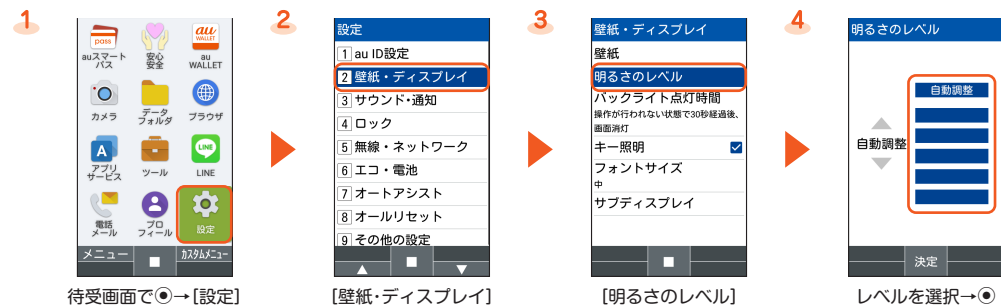 1
pass
auスマート
パス
安心
安全
au
WALLET
au
WALLET
カメラ
データ
フォルダ
ブラウザ
A
アプリ
サービス
ツール
LINE
LINE
電話
メール
プロ
フィール
設定
メニュー
カスタムメニュー
待受画面で◉→[設定]
2
設定
1 au ID設定
2 壁紙・ディスプレイ
3 サウンド・通知
4 ロック
5 無線・ネットワーク
6 エコ・電池
7 オートアシスト
8 オールリセット
9 その他の設定
[壁紙・ディスプレイ]
3
壁紙・ディスプレイ
壁紙
明るさのレベル
バックライト点灯時間
操作が行われない状態で30秒経過後、
画面消灯
キー照明
フォントサイズ
中
サブディスプレイ
[明るさのレベル]
4
明るさのレベル
自動調整
自動調整
決定
レベルを選択→◉